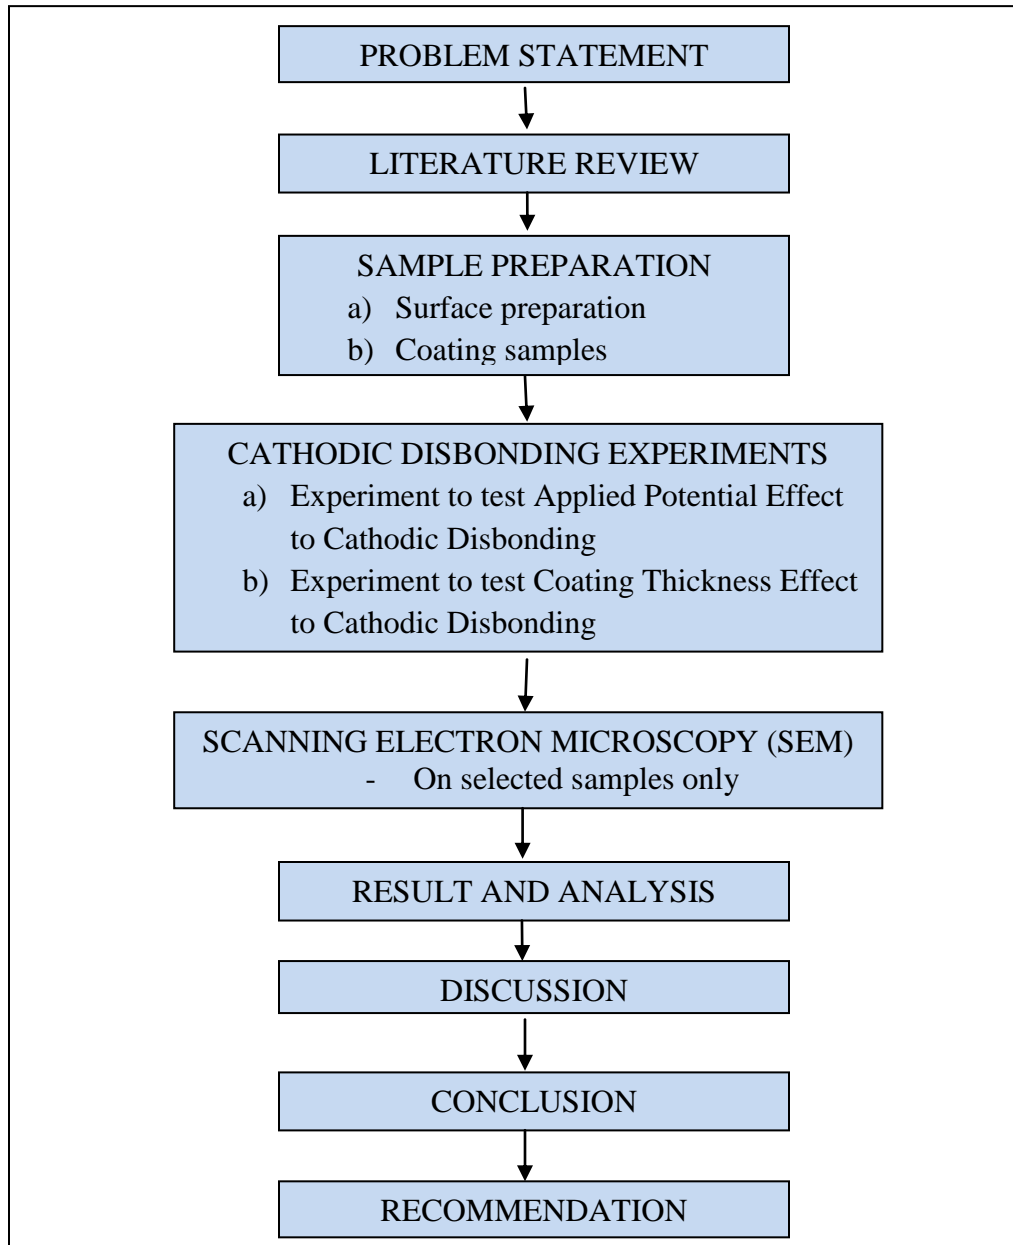 PROBLEM STATEMENT
LITERATURE REVIEW
SAMPLE PREPARATION
a) Surface preparation
b) Coating samples
CATHODIC DISBONDING EXPERIMENTS
a) Experiment to test Applied Potential Effect
to Cathodic Disbonding
b) Experiment to test Coating Thickness Effect
to Cathodic Disbonding
SCANNING ELECTRON MICROSCOPY (SEM)
- On selected samples only
RESULT AND ANALYSIS
DISCUSSION
CONCLUSION
RECOMMENDATION